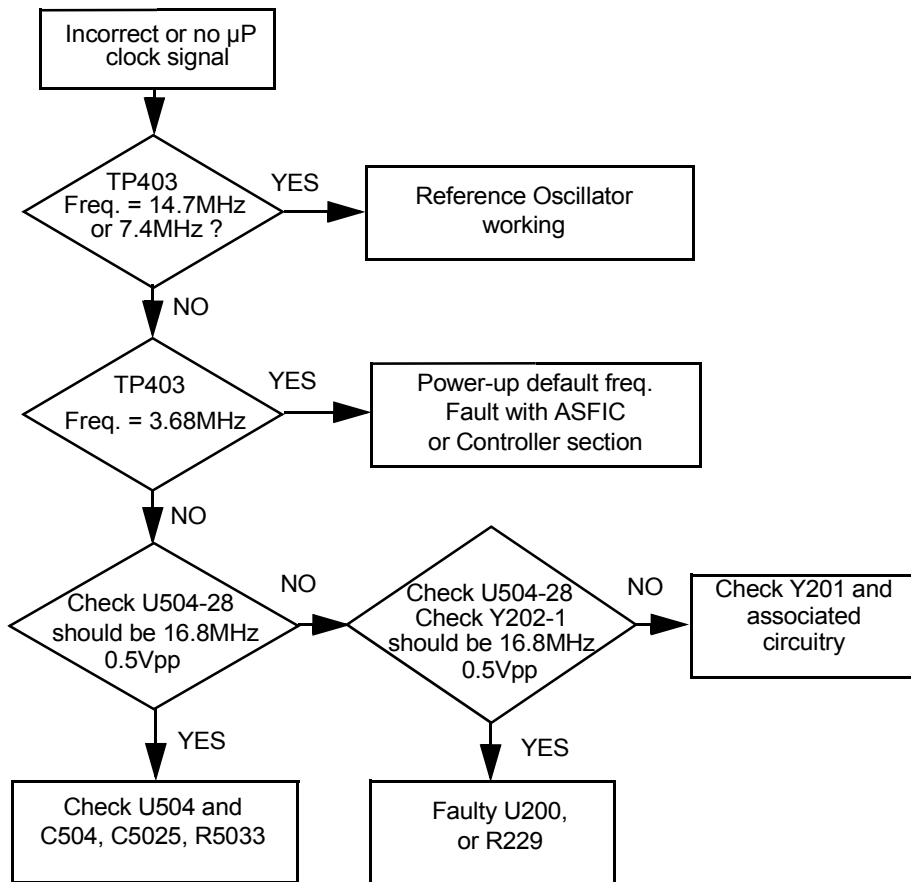 Incorrect or no µP
clock signal
TP403
Freq. = 14.7MHz
or 7.4MHz ?
YES
Reference Oscillator
working
NO
TP403
Freq. = 3.68MHz
YES
Power-up default freq.
Fault with ASFIC
or Controller section
NO
Check U504-28
should be 16.8MHz
0.5Vpp
NO
Check U504-28
Check Y202-1
should be 16.8MHz
0.5Vpp
NO
Check Y201 and
associated
circuitry
YES
Check U504 and
C504, C5025, R5033
YES
Faulty U200,
or R229